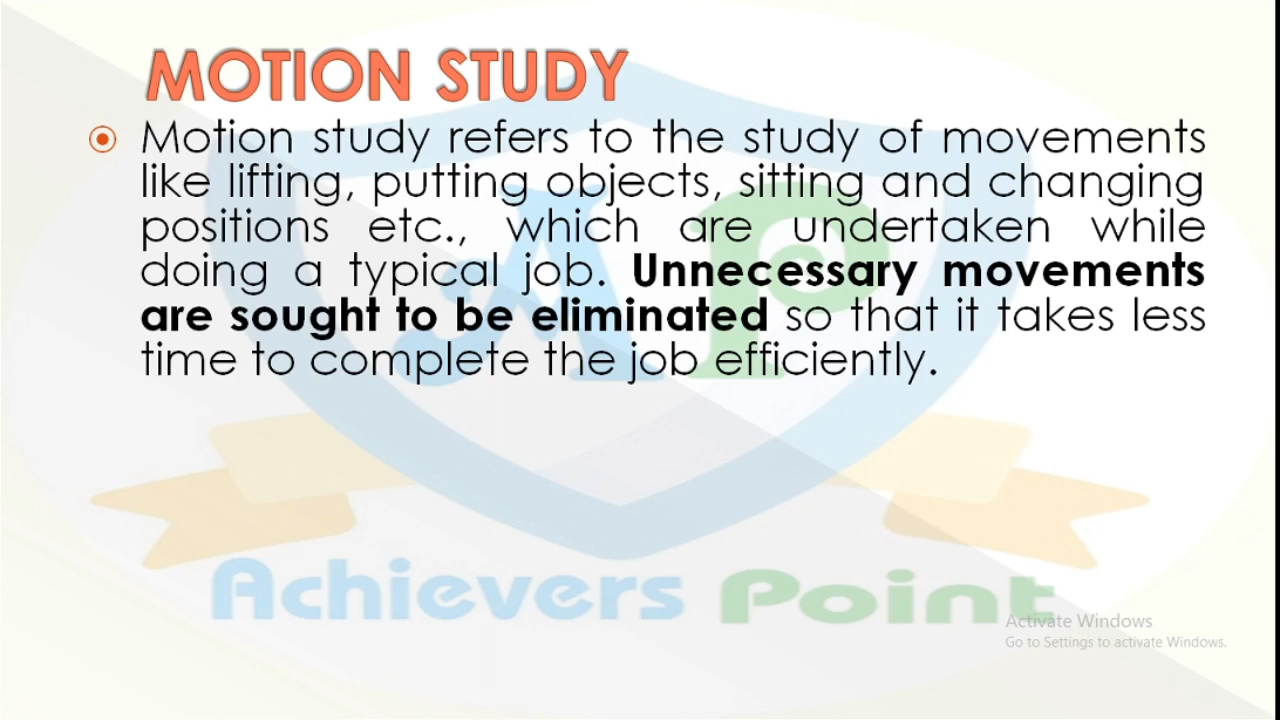 MOTION STUDY
Motion study refers to the study of movements
like lifting, putting objects, sitting and changing
positions etc., which are undertaken while
doing a typical job. Unnecessary movements
are sought to be eliminated so that it takes less
time to complete the job efficiently.
AP
Achievers Point
Activate Windows
Go to Settings to activate Windows.